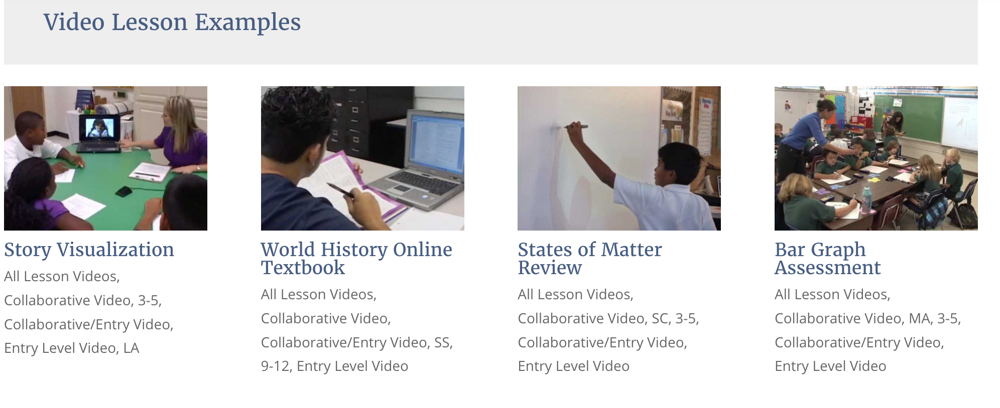 Video Lesson Examples
Story Visualization
All Lesson Videos,
Collaborative Video, 3-5,
Collaborative/Entry Video,
Entry Level Video, LA
World History Online
Textbook
All Lesson Videos,
Collaborative Video,
Collaborative/Entry Video, SS,
9-12, Entry Level Video
States of Matter
Review
All Lesson Videos,
Collaborative Video, SC, 3-5,
Collaborative/Entry Video,
Entry Level Video
Bar Graph
Assessment
All Lesson Videos,
Collaborative Video, MA, 3-5,
Collaborative/Entry Video,
Entry Level Video